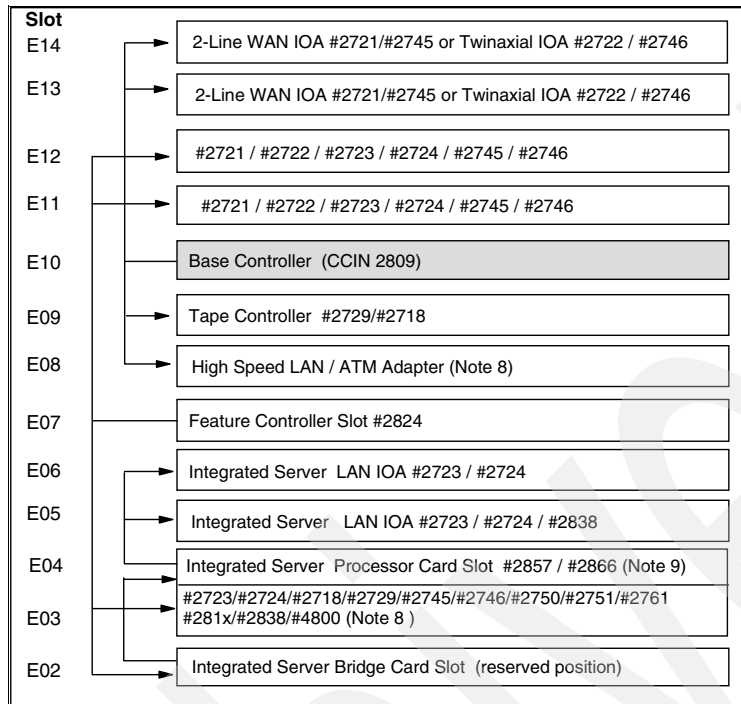 Slot
E14 2-Line WAN IOA #2721/#2745 or Twinaxial IOA #2722 / #2746
E13 2-Line WAN IOA #2721/#2745 or Twinaxial IOA #2722 / #2746
E12 #2721 / #2722 / #2723 / #2724 / #2745 / #2746
E11 #2721 / #2722 / #2723 / #2724 / #2745 / #2746
E10 Base Controller (CCIN 2809)
E09 Tape Controller #2729/#2718
E08 High Speed LAN / ATM Adapter (Note 8)
E07 Feature Controller Slot #2824
E06 Integrated Server LAN IOA #2723 / #2724
E05 Integrated Server LAN IOA #2723 / #2724 / #2838
E04 Integrated Server Processor Card Slot #2857 / #2866 (Note 9)
#2723/#2724/#2718/#2729/#2745/#2746/#2750/#2751/#2761
E03 #281x/#2838/#4800 (Note 8 )
E02 Integrated Server Bridge Card Slot (reserved position)